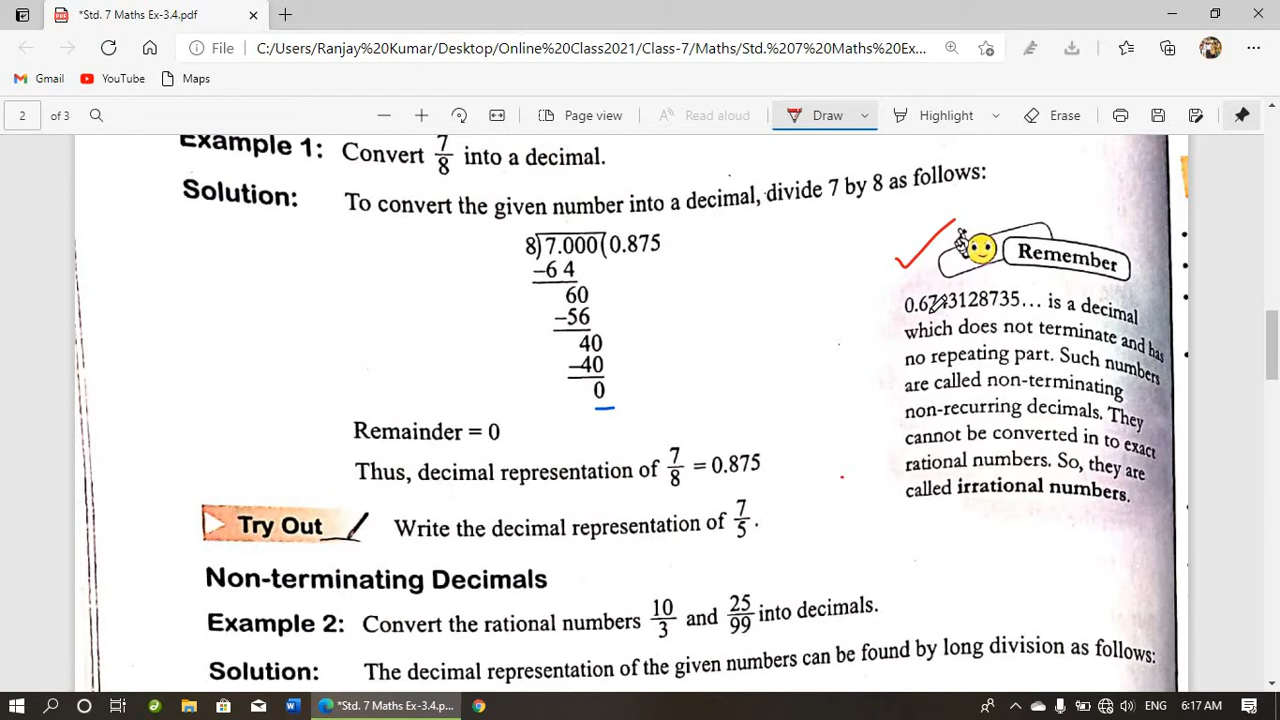 *Std. 7 Maths Ex-3.4.pdf
File C:/Users/Ranjay%20Kumar/Desktop/Online%20Class2021/Class-7/Maths/Std.%207%20Maths%20Ex...
Gmail YouTube Maps
2 of 3 Page view Read aloud Draw Highlight Erase
Example 1: Convert 7/8 into a decimal.
Solution: To convert the given number into a decimal, divide 7 by 8 as follows:
8)7.000(0.875
–6 4
60
–56
40
–40
0
Remainder = 0
Thus, decimal representation of 7/8 = 0.875
Remember
is a decimal
which does not terminate and has
no repeating part. Such numbers
are called non-terminating
non-recurring decimals. They
cannot be converted in to exact
rational numbers. So, they are
called irrational numbers.
Try Out Write the decimal representation of 7/5.
Non-terminating Decimals
Example 2: Convert the rational numbers 10/3 and 25/99 into decimals.
Solution: The decimal representation of the given numbers can be found by long division as follows:
*Std. 7 Maths Ex-3.4.p... 6:17 AM